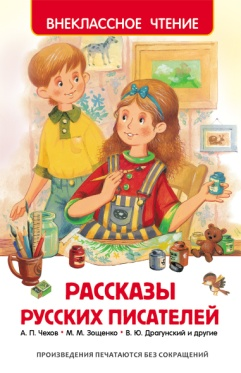 ВНЕКЛАССНОЕ ЧТЕНИЕ
РАССКАЗЫ
РУССКИХ ПИСАТЕЛЕЙ
А. П. Чехов • М. М. Зощенко • В. Ю. Драгунский и другие
ПРОИЗВЕДЕНИЯ ПЕЧАТАЮТСЯ БЕЗ СОКРАЩЕНИЙ